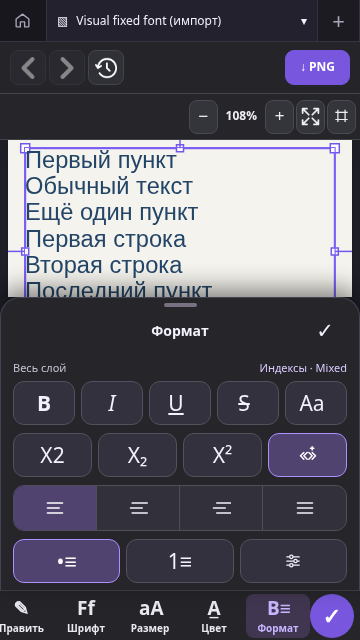 Visual fixed font (импорт)
↓ PNG
− 108% +
Первый пункт
Обычный текст
Ещё один пункт
Первая строка
Вторая строка
Последний пункт
Формат ✓
Весь слой Индексы · Mixed
B I U S Aa
X2 X₂ X²
1≡
Править Шрифт Размер Цвет Формат
Ff aA A B≡